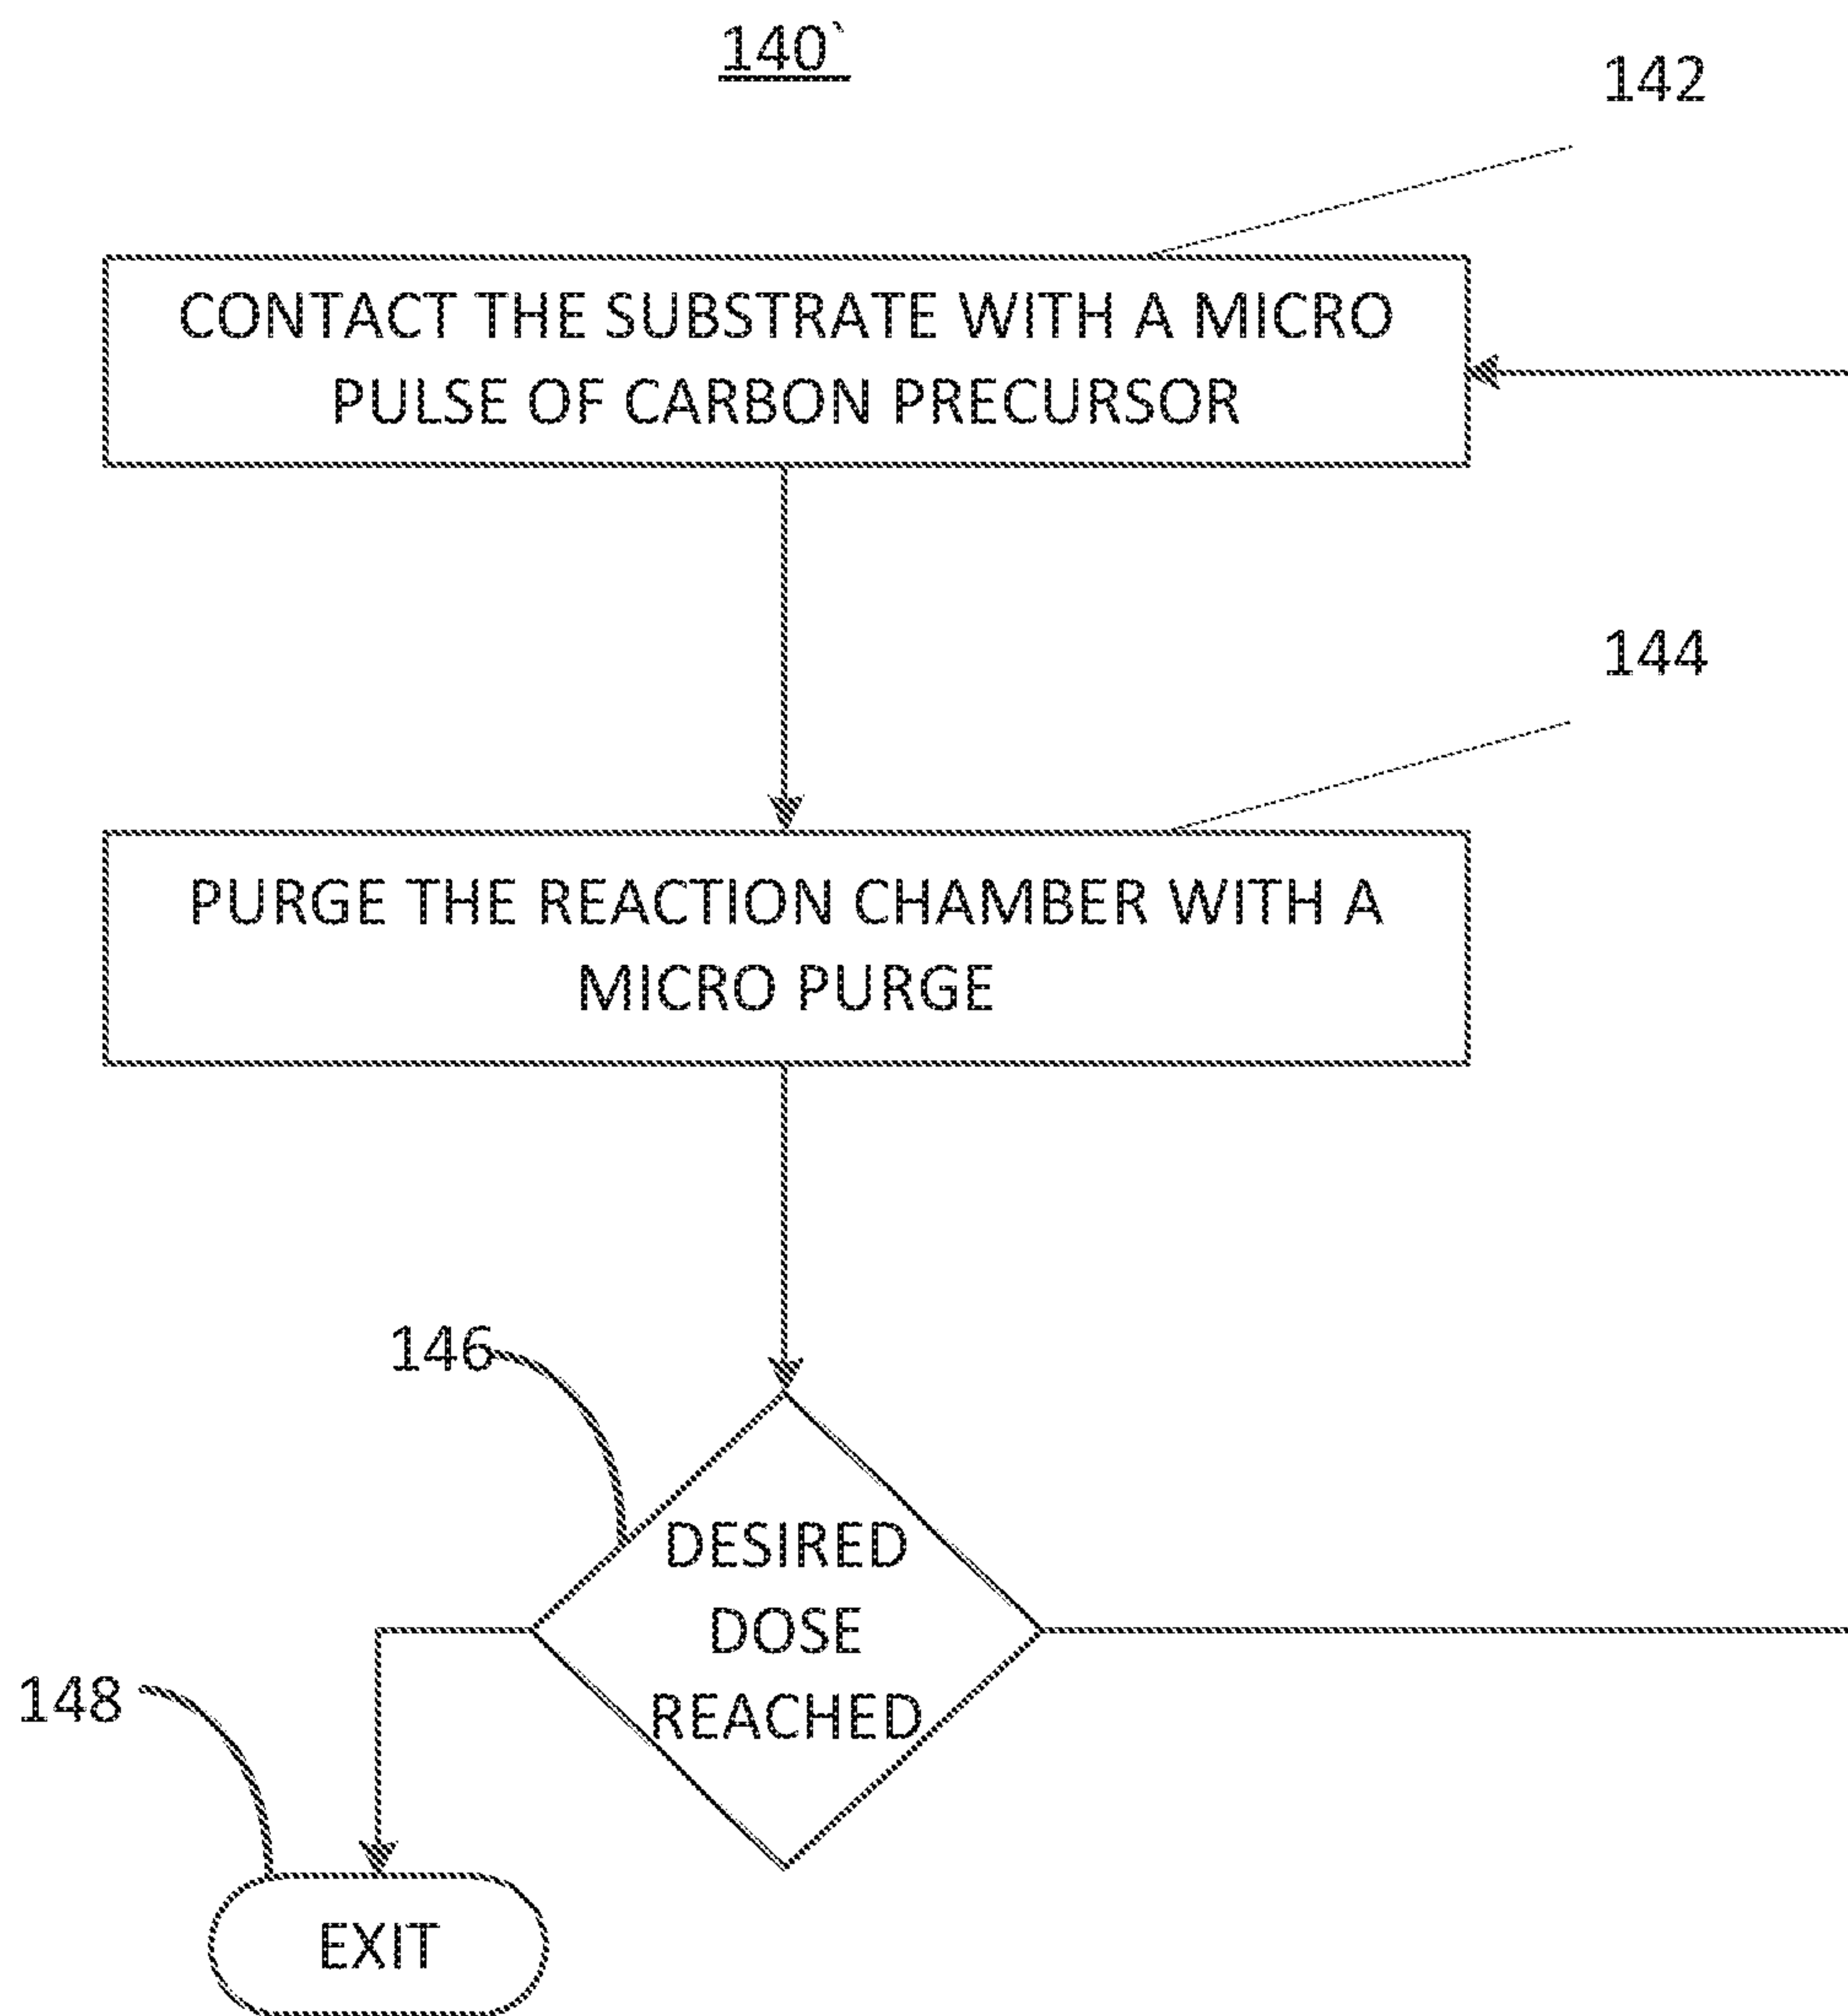 140`
142
CONTACT THE SUBSTRATE WITH A MICRO
PULSE OF CARBON PRECURSOR
144
PURGE THE REACTION CHAMBER WITH A
MICRO PURGE
146
DESIRED
DOSE
REACHED
148
EXIT